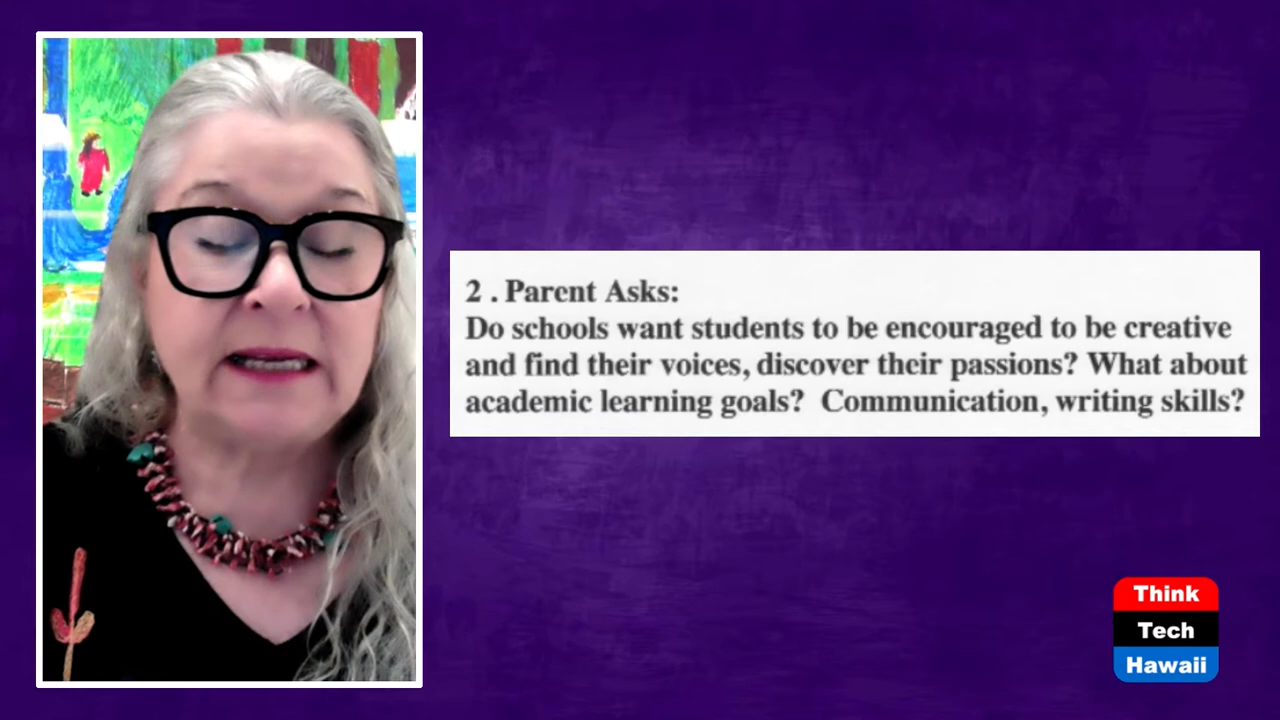 2 . Parent Asks:
Do schools want students to be encouraged to be creative
and find their voices, discover their passions? What about
academic learning goals?  Communication, writing skills?
Think
Tech
Hawaii